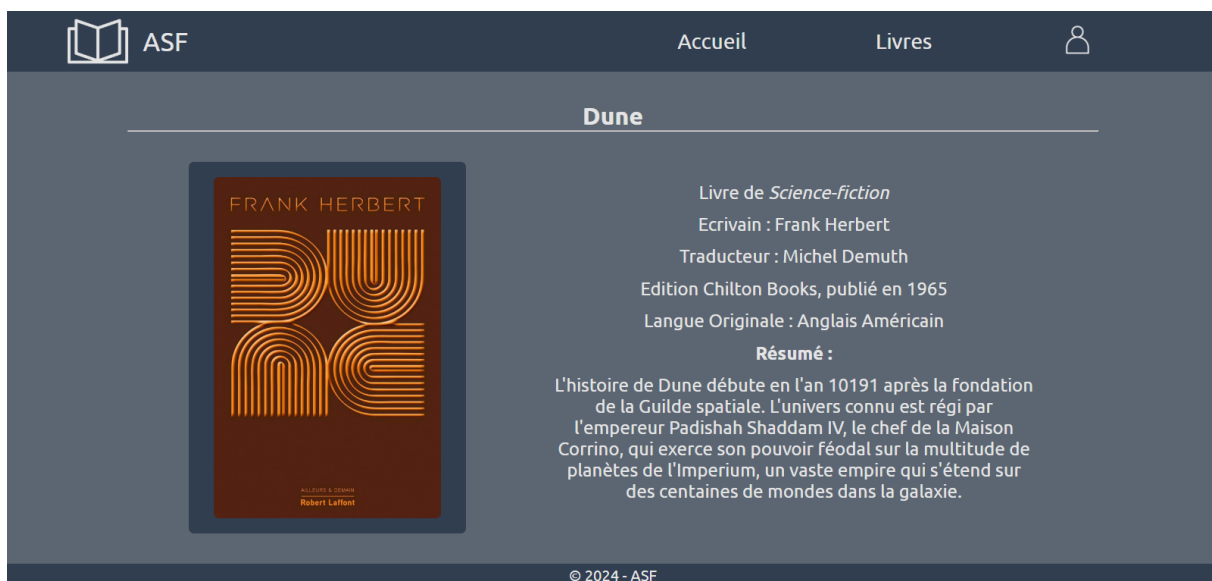 ASF
Accueil
Livres
Dune
FRANK HERBERT
DUNE
AILLEURS & DEMAIN
Robert Laffont
Livre de Science-fiction
Ecrivain : Frank Herbert
Traducteur : Michel Demuth
Edition Chilton Books, publié en 1965
Langue Originale : Anglais Américain
Résumé :
L'histoire de Dune débute en l'an 10191 après la fondation
de la Guilde spatiale. L'univers connu est régi par
l'empereur Padishah Shaddam IV, le chef de la Maison
Corrino, qui exerce son pouvoir féodal sur la multitude de
planètes de l'Imperium, un vaste empire qui s'étend sur
des centaines de mondes dans la galaxie.
© 2024 - ASF